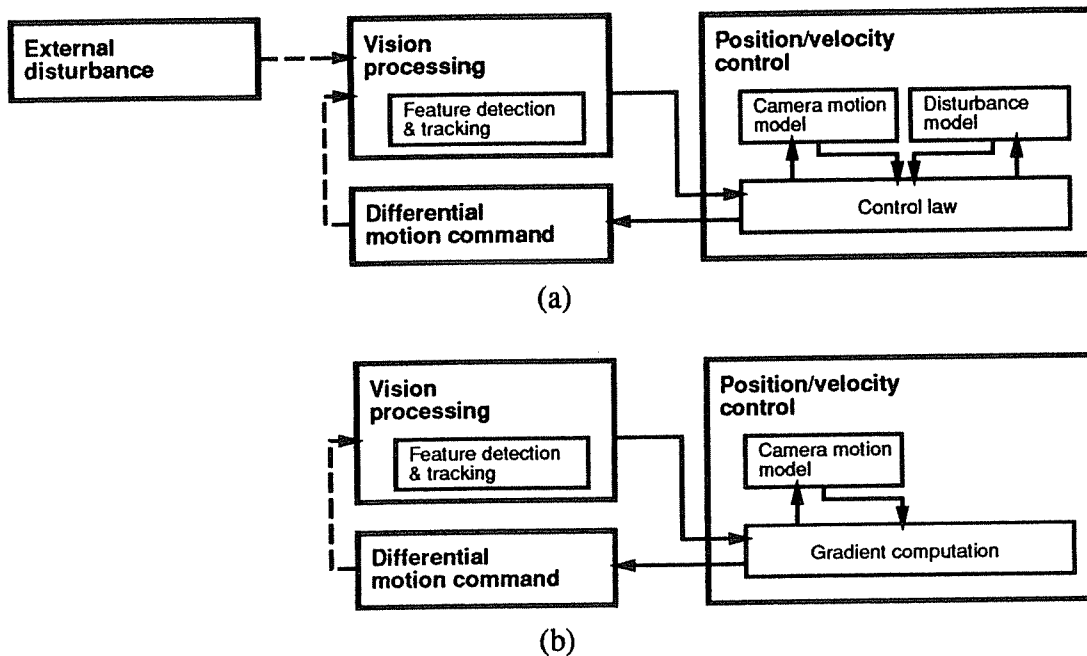 External
disturbance
Vision
processing
Feature detection
& tracking
Differential
motion command
Position/velocity
control
Camera motion
model
Disturbance
model
Control law
(a)
Vision
processing
Feature detection
& tracking
Differential
motion command
Position/velocity
control
Camera motion
model
Gradient computation
(b)